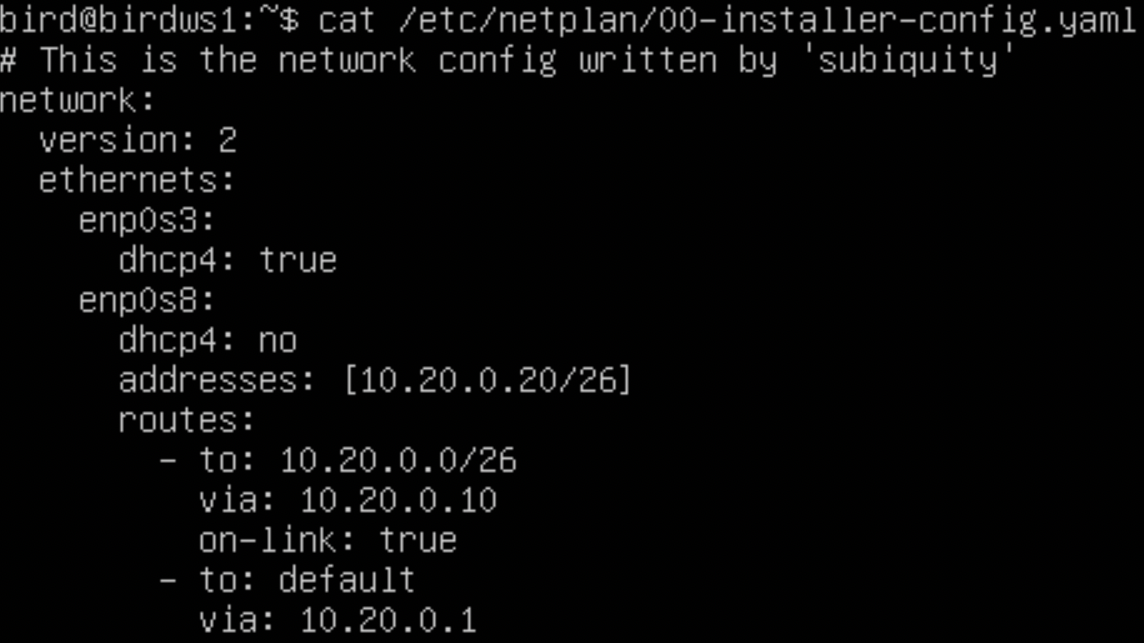 bird@birdws1:~$ cat /etc/netplan/00-installer-config.yaml
# This is the network config written by 'subiquity'
network:
  version: 2
  ethernets:
    enp0s3:
      dhcp4: true
    enp0s8:
      dhcp4: no
      addresses: [10.20.0.20/26]
      routes:
        - to: 10.20.0.0/26
          via: 10.20.0.10
          on-link: true
        - to: default
          via: 10.20.0.1